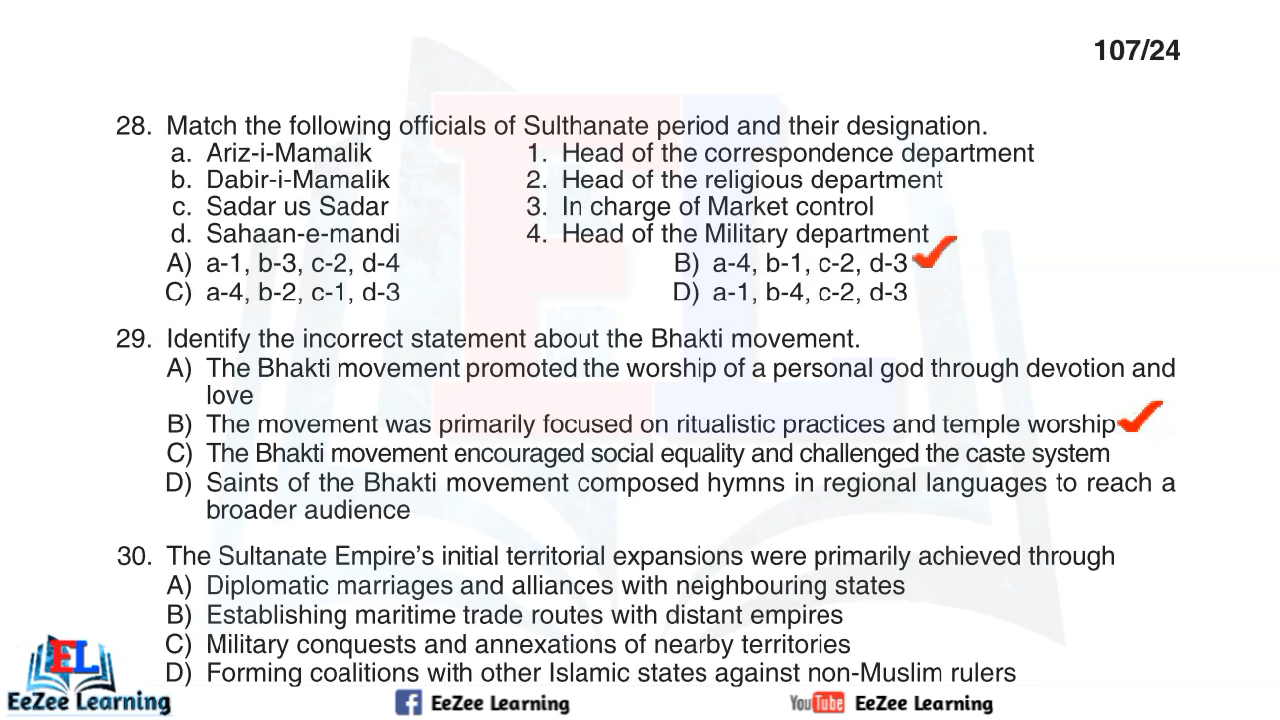 107/24
28. Match the following officials of Sulthanate period and their designation.
a. Ariz-i-Mamalik 1. Head of the correspondence department
b. Dabir-i-Mamalik 2. Head of the religious department
c. Sadar us Sadar 3. In charge of Market control
d. Sahaan-e-mandi 4. Head of the Military department
A) a-1, b-3, c-2, d-4 B) a-4, b-1, c-2, d-3
C) a-4, b-2, c-1, d-3 D) a-1, b-4, c-2, d-3
29. Identify the incorrect statement about the Bhakti movement.
A) The Bhakti movement promoted the worship of a personal god through devotion and
love
B) The movement was primarily focused on ritualistic practices and temple worship
C) The Bhakti movement encouraged social equality and challenged the caste system
D) Saints of the Bhakti movement composed hymns in regional languages to reach a
broader audience
30. The Sultanate Empire's initial territorial expansions were primarily achieved through
A) Diplomatic marriages and alliances with neighbouring states
B) Establishing maritime trade routes with distant empires
C) Military conquests and annexations of nearby territories
D) Forming coalitions with other Islamic states against non-Muslim rulers
EL
EeZee Learning
f EeZee Learning
YouTube EeZee Learning